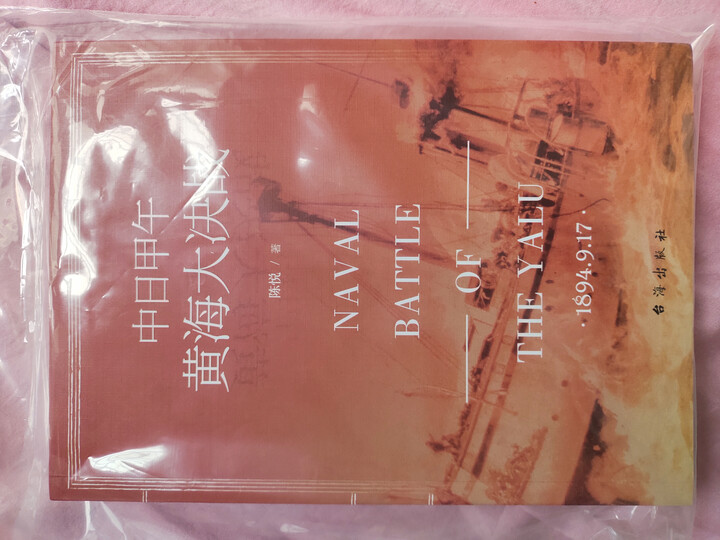 中日甲午
黄海大决战
陈悦 / 著
NAVAL
BATTLE
OF
THE YALU
· 1894.9.17 ·
台海出版社